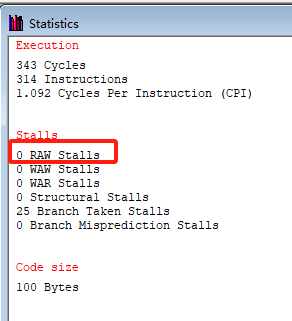 Statistics
Execution
343 Cycles
314 Instructions
1.092 Cycles Per Instruction (CPI)
Stalls
0 RAW Stalls
0 WAW Stalls
0 WAR Stalls
0 Structural Stalls
25 Branch Taken Stalls
0 Branch Misprediction Stalls
Code size
100 Bytes